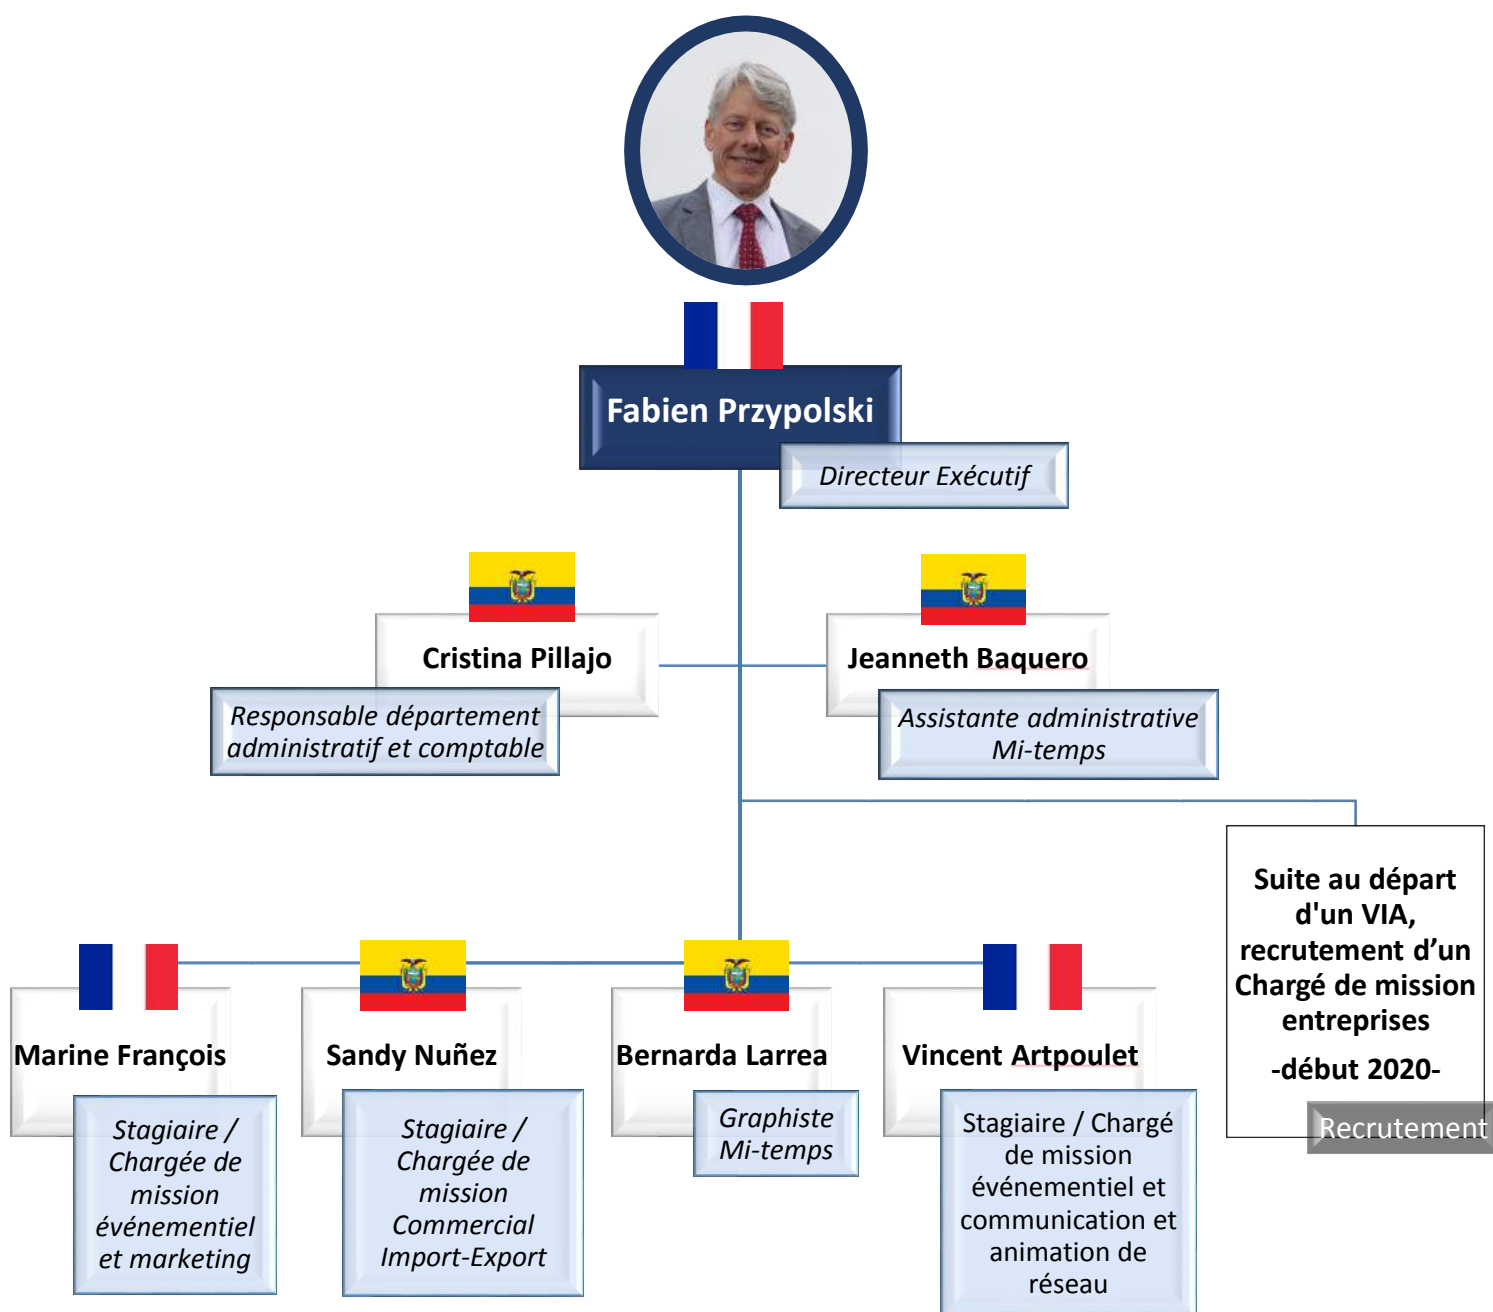 Fabien Przypolski
Directeur Exécutif
Cristina Pillajo
Responsable département
administratif et comptable
Jeanneth Baquero
Assistante administrative
Mi-temps
Suite au départ
d'un VIA,
recrutement d’un
Chargé de mission
entreprises
-début 2020-
Recrutement
Marine François
Stagiaire /
Chargée de
mission
événementiel
et marketing
Sandy Nuñez
Stagiaire /
Chargée de
mission
Commercial
Import-Export
Bernarda Larrea
Graphiste
Mi-temps
Vincent Artpoulet
Stagiaire / Chargé
de mission
événementiel et
communication et
animation de
réseau